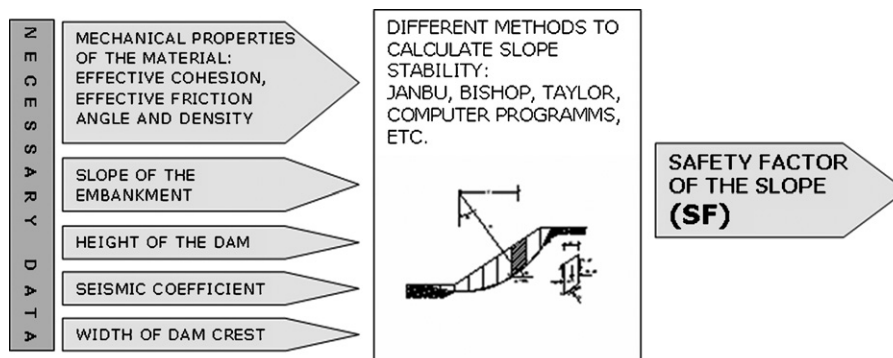 NECESSARY DATA
MECHANICAL PROPERTIES
OF THE MATERIAL:
EFFECTIVE COHESION,
EFFECTIVE FRICTION
ANGLE AND DENSITY
SLOPE OF THE
EMBANKMENT
HEIGHT OF THE DAM
SEISMIC COEFFICIENT
WIDTH OF DAM CREST
DIFFERENT METHODS TO
CALCULATE SLOPE
STABILITY:
JANBU, BISHOP, TAYLOR,
COMPUTER PROGRAMMS,
ETC.
SAFETY FACTOR
OF THE SLOPE
(SF)